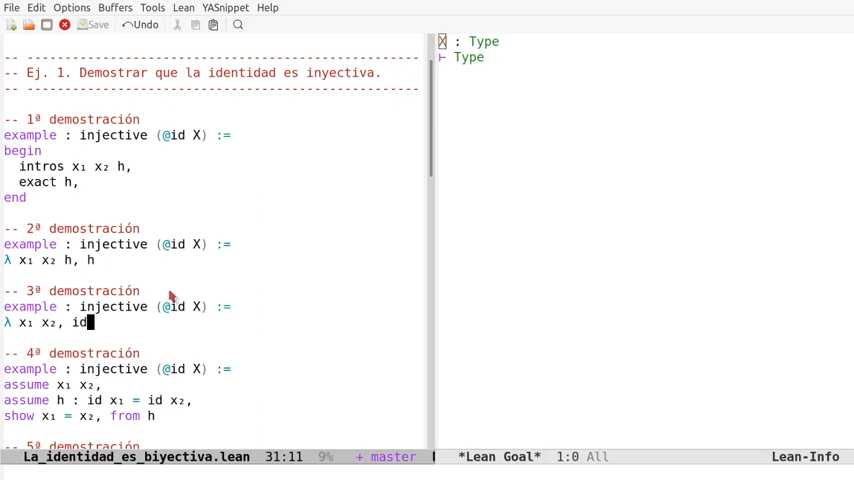 File Edit Options Buffers Tools Lean YASnippet Help
Save Undo
-- ----------------------------------------------------
-- Ej. 1. Demostrar que la identidad es inyectiva.
-- ----------------------------------------------------
-- 1ª demostración
example : injective (@id X) :=
begin
  intros x₁ x₂ h,
  exact h,
end
-- 2ª demostración
example : injective (@id X) :=
λ x₁ x₂ h, h
-- 3ª demostración
example : injective (@id X) :=
λ x₁ x₂, id
-- 4ª demostración
example : injective (@id X) :=
assume x₁ x₂,
assume h : id x₁ = id x₂,
show x₁ = x₂, from h
-- 5ª demostración
La_identidad_es_biyectiva.lean 31:11 9% + master
X : Type
⊢ Type
*Lean Goal* 1:0 All Lean-Info